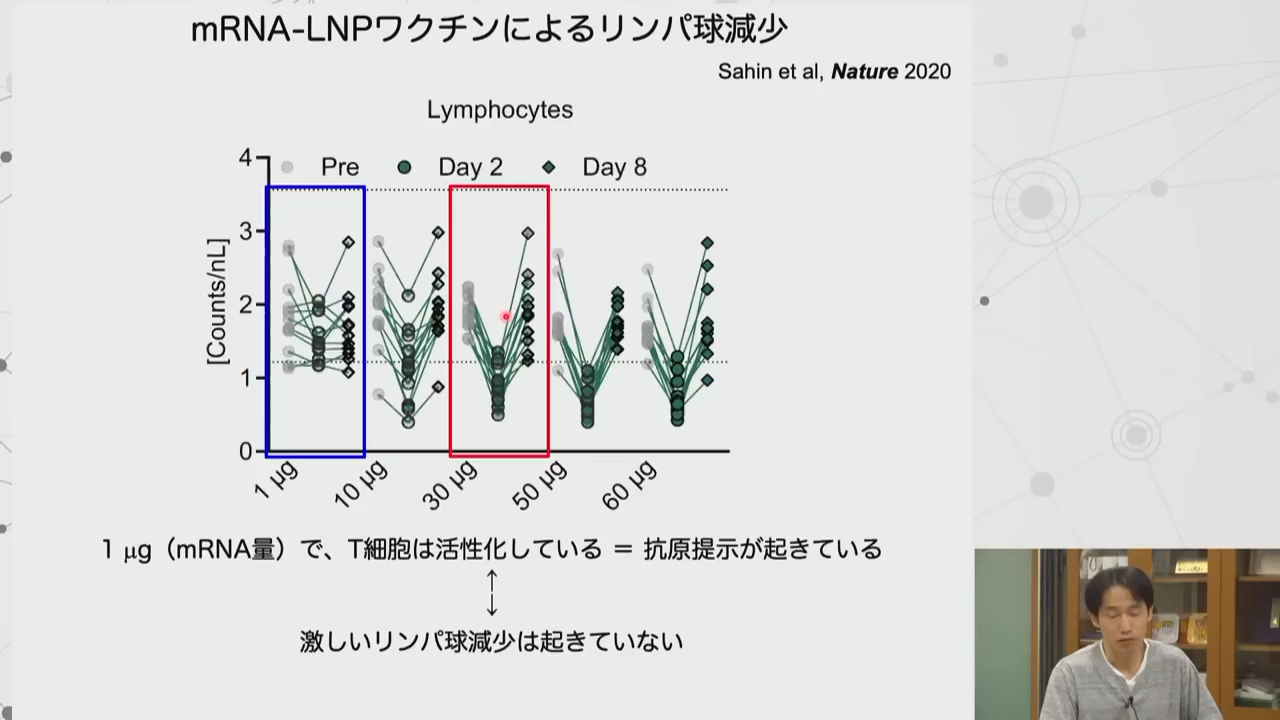 mRNA-LNPワクチンによるリンパ球減少
Sahin et al, Nature 2020
Lymphocytes
Pre Day 2 Day 8
[Counts/nL]
4
3
2
1
0
1 μg 10 μg 30 μg 50 μg 60 μg
1 μg（mRNA量）で、T細胞は活性化している ＝ 抗原提示が起きている
激しいリンパ球減少は起きていない